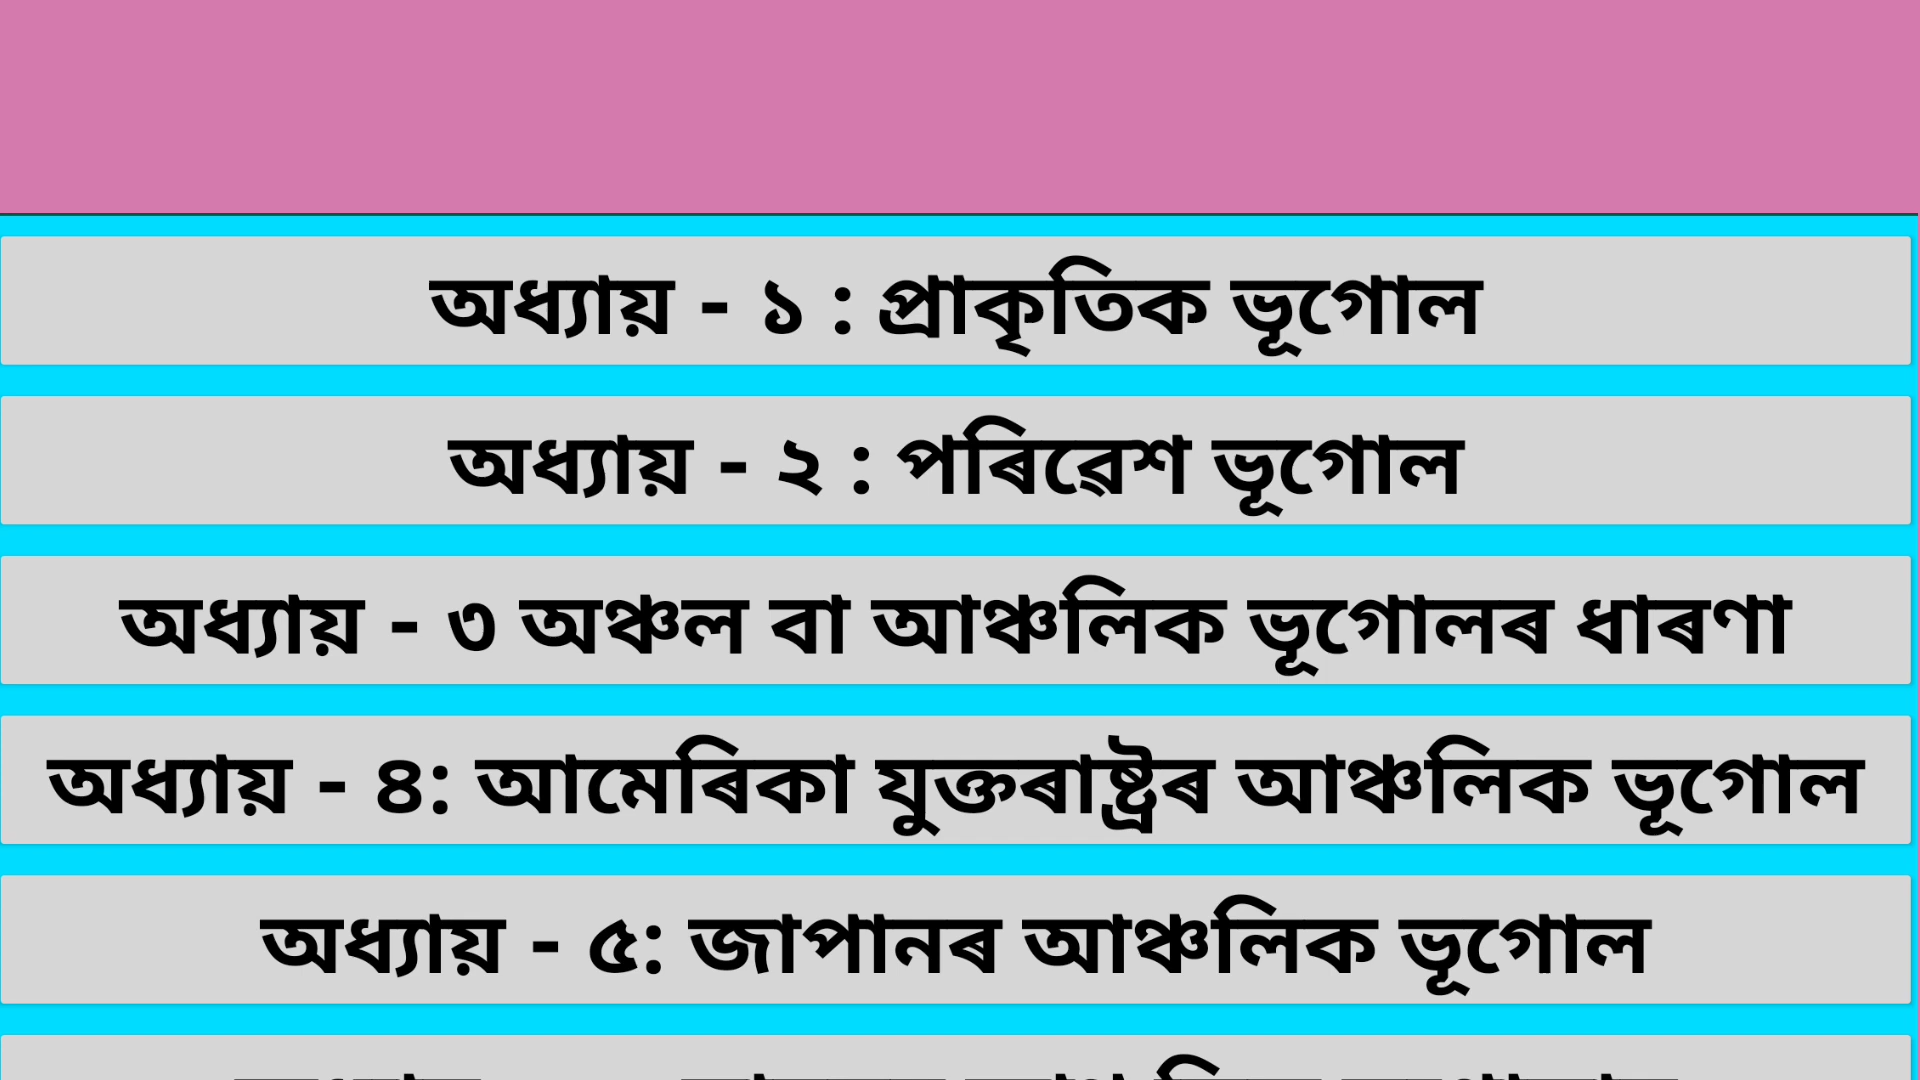 অধ্যায় - ১ : প্ৰাকৃতিক ভূগোল
অধ্যায় - ২ : পৰিৱেশ ভূগোল
অধ্যায় - ৩ অঞ্চল বা আঞ্চলিক ভূগোলৰ ধাৰণা
অধ্যায় - ৪: আমেৰিকা যুক্তৰাষ্ট্ৰৰ আঞ্চলিক ভূগোল
অধ্যায় - ৫: জাপানৰ আঞ্চলিক ভূগোল